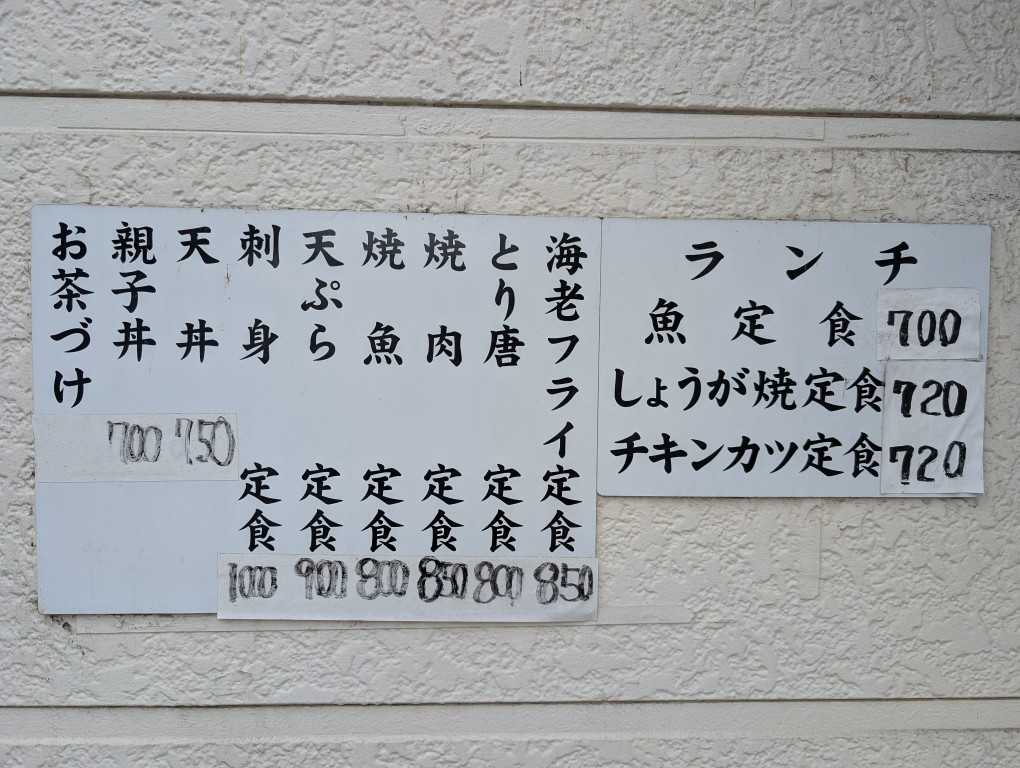 海老フライ定食 850
とり唐定食 800
焼肉定食 850
焼魚定食 800
天ぷら定食 900
刺身定食 1000
天丼 750
親子丼 700
お茶づけ
ランチ
魚定食 700
しょうが焼定食 720
チキンカツ定食 720